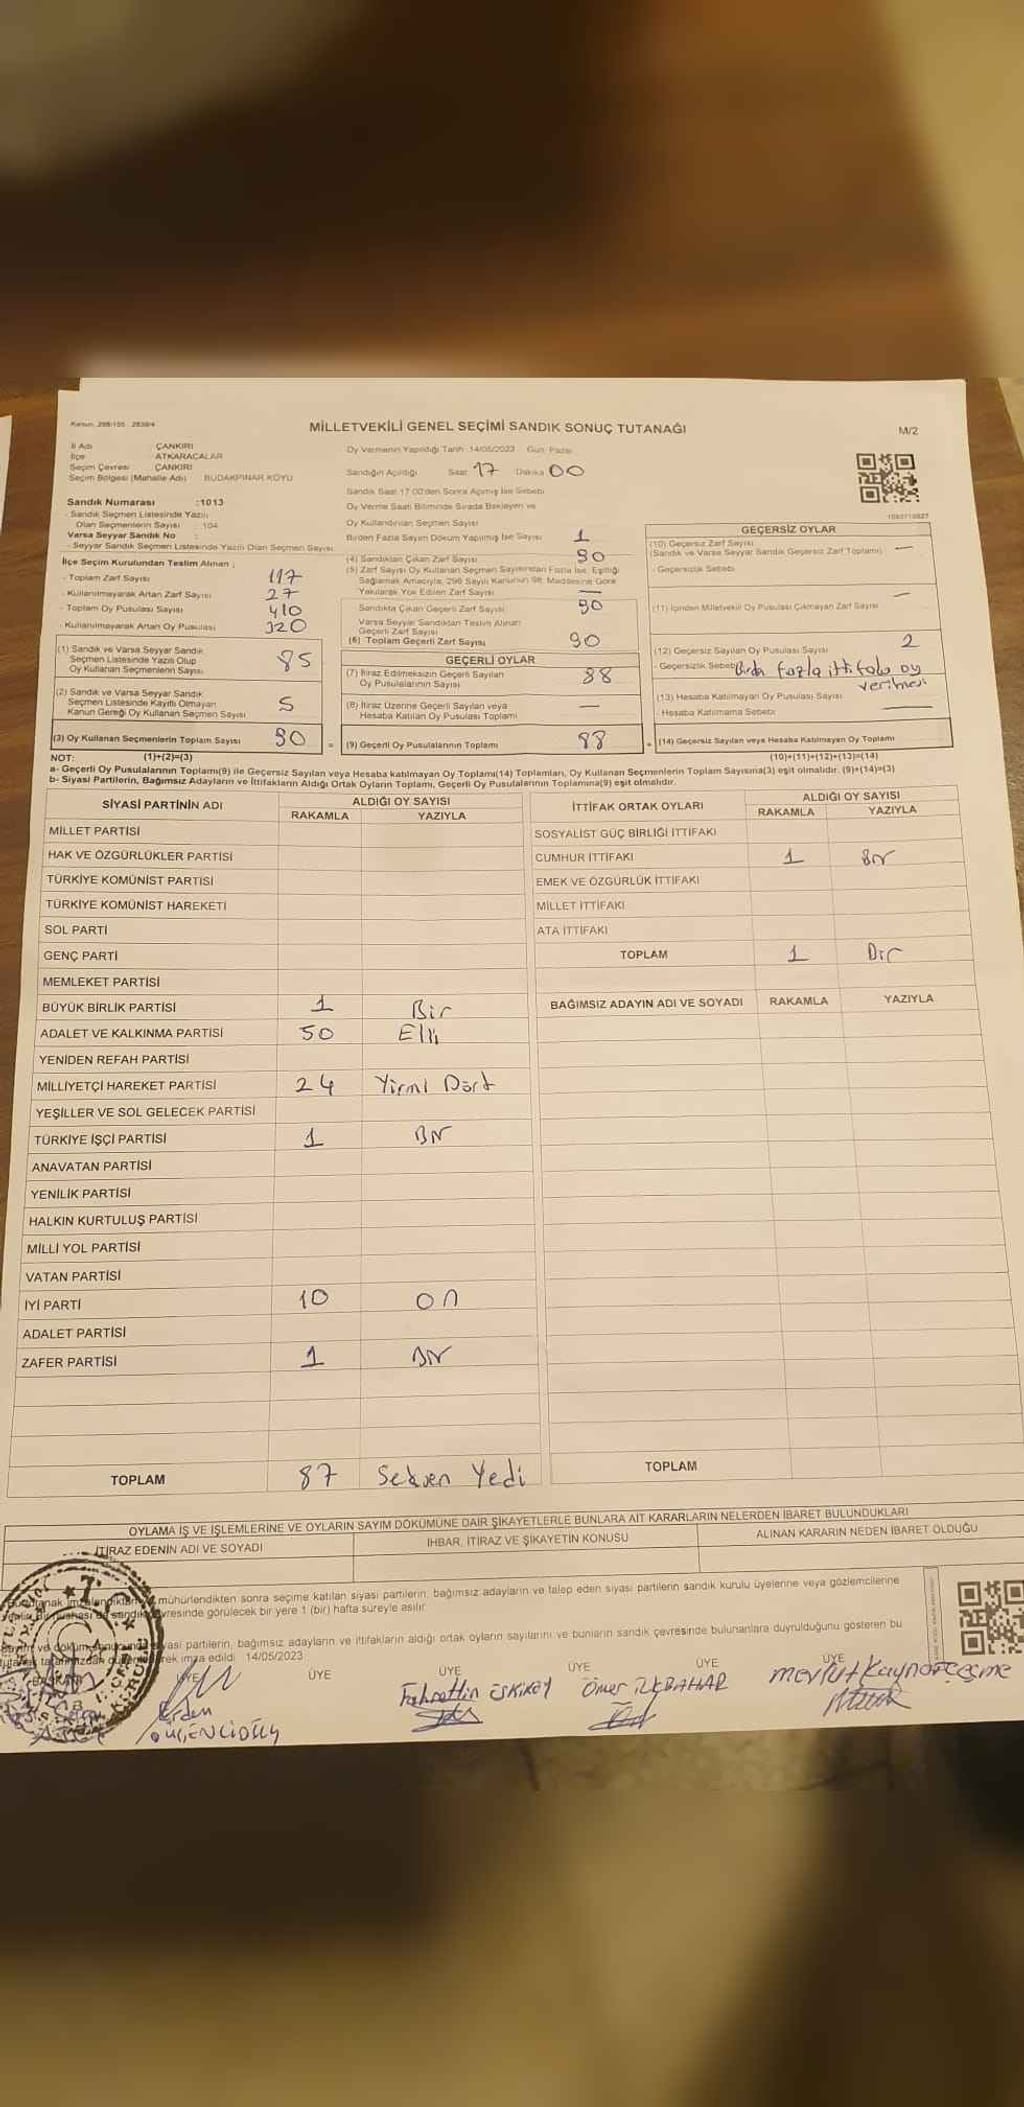 Kanun: 298/105 - 2839/4
MİLLETVEKİLİ GENEL SEÇİMİ SANDIK SONUÇ TUTANAĞI
M/2
İl Adı : ÇANKIRI
İlçe : ATKARACALAR
Seçim Çevresi : ÇANKIRI
Seçim Bölgesi (Mahalle Adı) BUDAKPINAR KÖYÜ
Sandık Numarası :1013
- Sandık Seçmen Listesinde Yazılı
Olan Seçmenlerin Sayısı : 104
Varsa Seyyar Sandık No :
- Seyyar Sandık Seçmen Listesinde Yazılı Olan Seçmen Sayısı
İlçe Seçim Kurulundan Teslim Alınan ;
- Toplam Zarf Sayısı 117
- Kullanılmayarak Artan Zarf Sayısı 27
- Toplam Oy Pusulası Sayısı 410
- Kullanılmayarak Artan Oy Pusulası 320
(1) Sandık ve Varsa Seyyar Sandık
Seçmen Listesinde Yazılı Olup
Oy Kullanan Seçmenlerin Sayısı 85
(2) Sandık ve Varsa Seyyar Sandık
Seçmen Listesinde Kayıtlı Olmayan
Kanun Gereği Oy Kullanan Seçmen Sayısı 5
(3) Oy Kullanan Seçmenlerin Toplam Sayısı 90
Oy Vermenin Yapıldığı Tarih: 14/05/2023 Gün: Pazar
Sandığın Açıldığı Saat 17 Dakika 00
Sandık Saat 17.00'den Sonra Açılmış İse Sebebi
Oy Verme Saati Bitiminde Sırada Bekleyen ve
Oy Kullandırılan Seçmen Sayısı
Birden Fazla Sayım Döküm Yapılmış İse Sayısı 1
(4) Sandıktan Çıkan Zarf Sayısı 90
(5) Zarf Sayısı Oy Kullanan Seçmen Sayısından Fazla İse, Eşitliği
Sağlamak Amacıyla, 298 Sayılı Kanunun 98. Maddesine Göre
Yakılarak Yok Edilen Zarf Sayısı —
Sandıkta Çıkan Geçerli Zarf Sayısı 90
Varsa Seyyar Sandıktan Teslim Alınan
Geçerli Zarf Sayısı
(6) Toplam Geçerli Zarf Sayısı 90
GEÇERLİ OYLAR
(7) İtiraz Edilmeksizin Geçerli Sayılan
Oy Pusulalarının Sayısı 88
(8) İtiraz Üzerine Geçerli Sayılan veya
Hesaba Katılan Oy Pusulası Toplamı —
= (9) Geçerli Oy Pusulalarının Toplamı 88
GEÇERSİZ OYLAR
(10) Geçersiz Zarf Sayısı
(Sandık ve Varsa Seyyar Sandık Geçersiz Zarf Toplamı) —
- Geçersizlik Sebebi
(11) İçinden Milletvekili Oy Pusulası Çıkmayan Zarf Sayısı —
(12) Geçersiz Sayılan Oy Pusulası Sayısı 2
- Geçersizlik Sebebi fazla ittifaka oy
verilmesi
(13) Hesaba Katılmayan Oy Pusulası Sayısı —
- Hesaba Katılmama Sebebi
+ (14) Geçersiz Sayılan veya Hesaba Katılmayan Oy Toplamı
NOT: (1)+(2)=(3) (10)+(11)+(12)+(13)=(14)
a- Geçerli Oy Pusulalarının Toplamı(9) ile Geçersiz Sayılan veya Hesaba katılmayan Oy Toplamı(14) Toplamları, Oy Kullanan Seçmenlerin Toplam Sayısına(3) eşit olmalıdır. (9)+(14)=(3)
b- Siyasi Partilerin, Bağımsız Adayların ve İttifakların Aldığı Ortak Oyların Toplamı, Geçerli Oy Pusulalarının Toplamına(9) eşit olmalıdır.
SİYASİ PARTİNİN ADI ALDIĞI OY SAYISI
RAKAMLA YAZIYLA
MİLLET PARTİSİ
HAK VE ÖZGÜRLÜKLER PARTİSİ
TÜRKİYE KOMÜNİST PARTİSİ
TÜRKİYE KOMÜNİST HAREKETİ
SOL PARTİ
GENÇ PARTİ
MEMLEKET PARTİSİ
BÜYÜK BİRLİK PARTİSİ 1 Bir
ADALET VE KALKINMA PARTİSİ 50 Elli
YENİDEN REFAH PARTİSİ
MİLLİYETÇİ HAREKET PARTİSİ 24 Yirmi Dört
YEŞİLLER VE SOL GELECEK PARTİSİ
TÜRKİYE İŞÇİ PARTİSİ 1 Bir
ANAVATAN PARTİSİ
YENİLİK PARTİSİ
HALKIN KURTULUŞ PARTİSİ
MİLLİ YOL PARTİSİ
VATAN PARTİSİ
İYİ PARTİ 10 On
ADALET PARTİSİ
ZAFER PARTİSİ 1 Bir
TOPLAM 87 Seksen Yedi
İTTİFAK ORTAK OYLARI ALDIĞI OY SAYISI
RAKAMLA YAZIYLA
SOSYALİST GÜÇ BİRLİĞİ İTTİFAKI
CUMHUR İTTİFAKI 1 Bir
EMEK VE ÖZGÜRLÜK İTTİFAKI
MİLLET İTTİFAKI
ATA İTTİFAKI
TOPLAM 1 Bir
BAĞIMSIZ ADAYIN ADI VE SOYADI RAKAMLA YAZIYLA
TOPLAM
OYLAMA İŞ VE İŞLEMLERİNE VE OYLARIN SAYIM DÖKÜMÜNE DAİR ŞİKAYETLERLE BUNLARA AİT KARARLARIN NELERDEN İBARET BULUNDUKLARI
İTİRAZ EDENİN ADI VE SOYADI İHBAR, İTİRAZ VE ŞİKAYETİN KONUSU ALINAN KARARIN NEDEN İBARET OLDUĞU
mühürlendikten sonra seçime katılan siyasi partilerin, bağımsız adayların ve talep eden siyasi partilerin sandık kurulu üyelerine veya gözlemcilerine
çevresinde görülecek bir yere 1 (bir) hafta süreyle asılır.
siyasi partilerin, bağımsız adayların ve ittifakların aldığı ortak oyların sayılarını ve bunların sandık çevresinde bulunanlara duyrulduğunu gösteren bu
imza edildi. 14/05/2023
BAŞKAN ÜYE ÜYE ÜYE ÜYE ÜYE
Fahrettin ESKİKÖY Ömer İLKBAHAR Mevlüt Kaynarçeşme